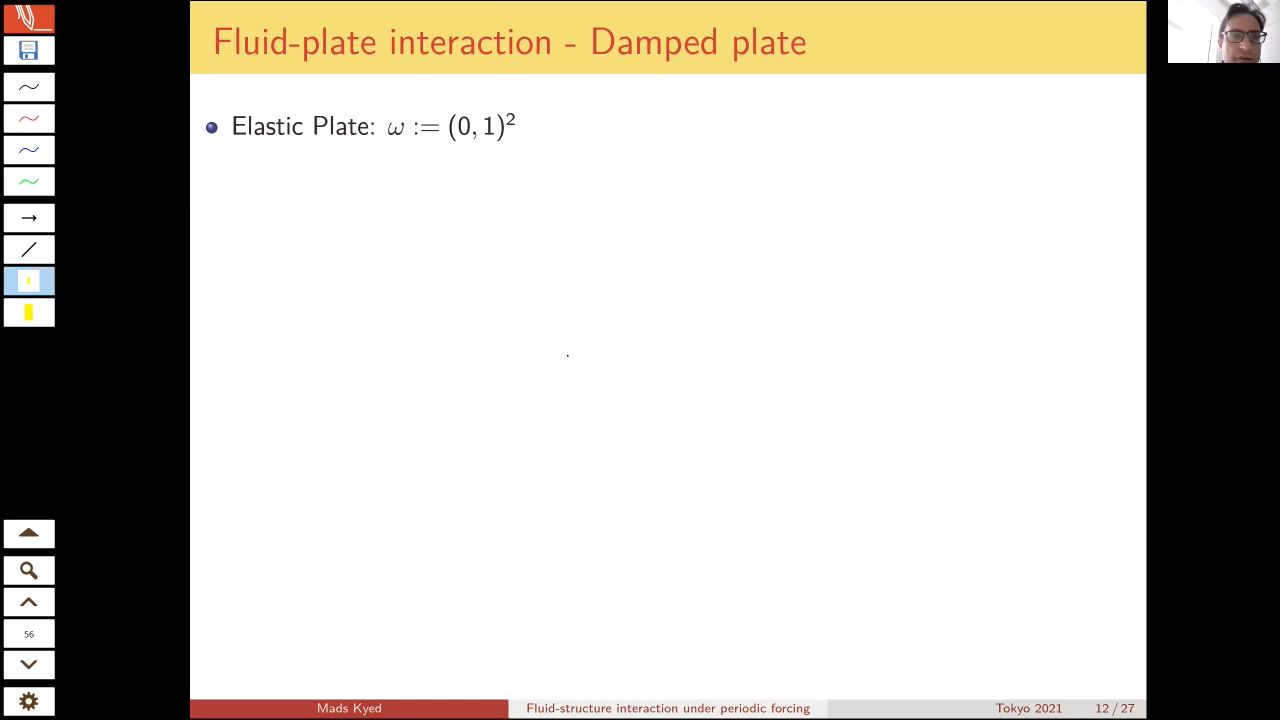 Fluid-plate interaction - Damped plate
Elastic Plate: ω := (0, 1)²
56
Mads Kyed
Fluid-structure interaction under periodic forcing
Tokyo 2021
12 / 27